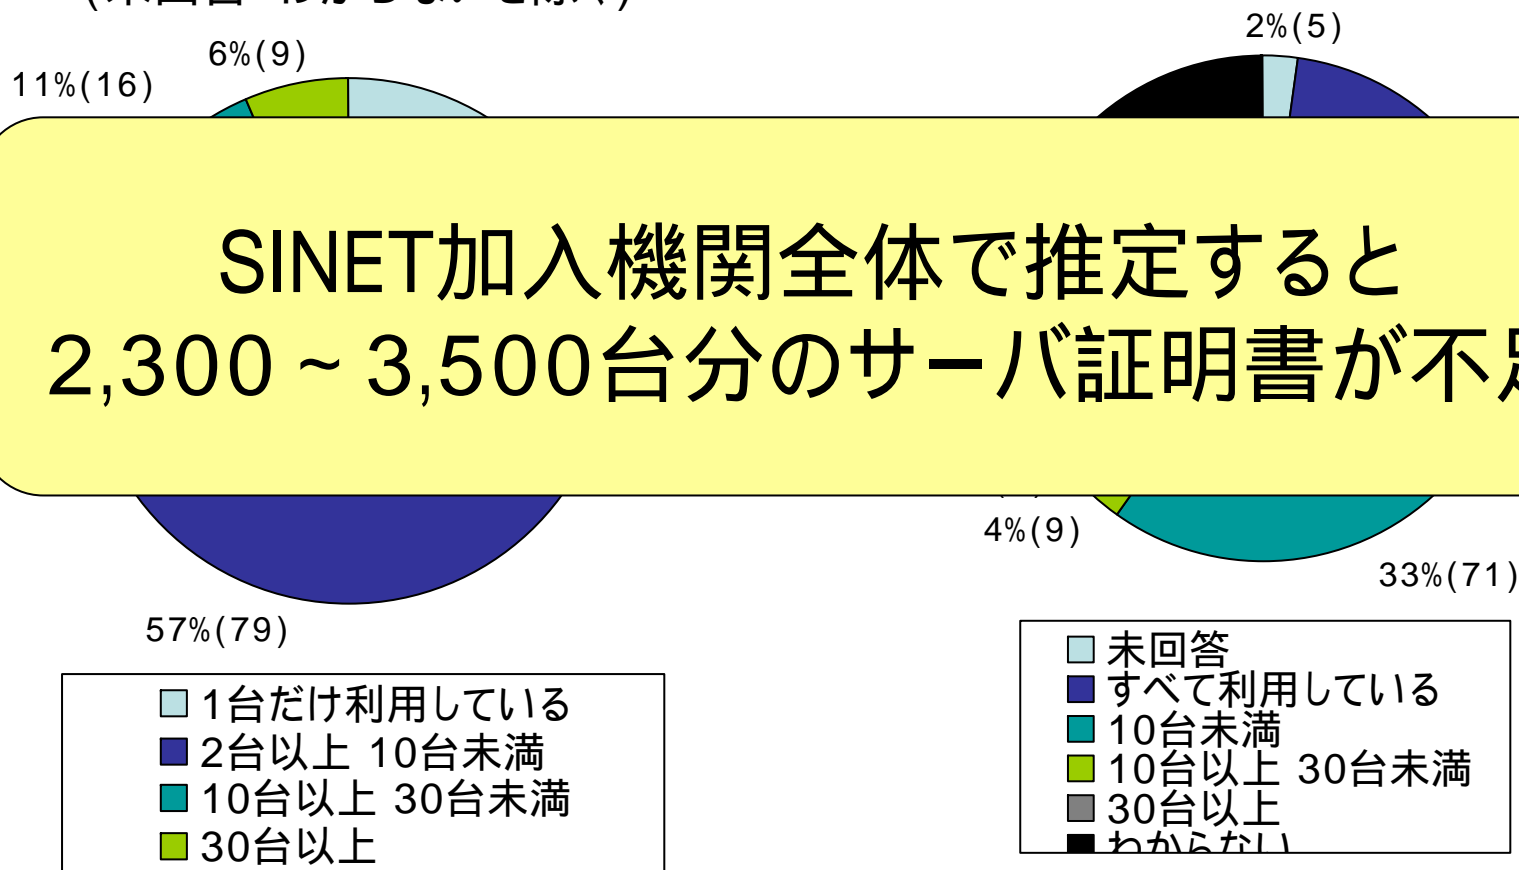 6%(9)
11%(16)
2%(5)
SINET加入機関全体で推定すると
2,300~3,500台分のサーバ証明書が不
4%(9)
33%(71)
57%(79)
1台だけ利用している
2台以上 10台未満
10台以上 30台未満
30台以上
未回答
すべて利用している
10台未満
10台以上 30台未満
30台以上
わからない